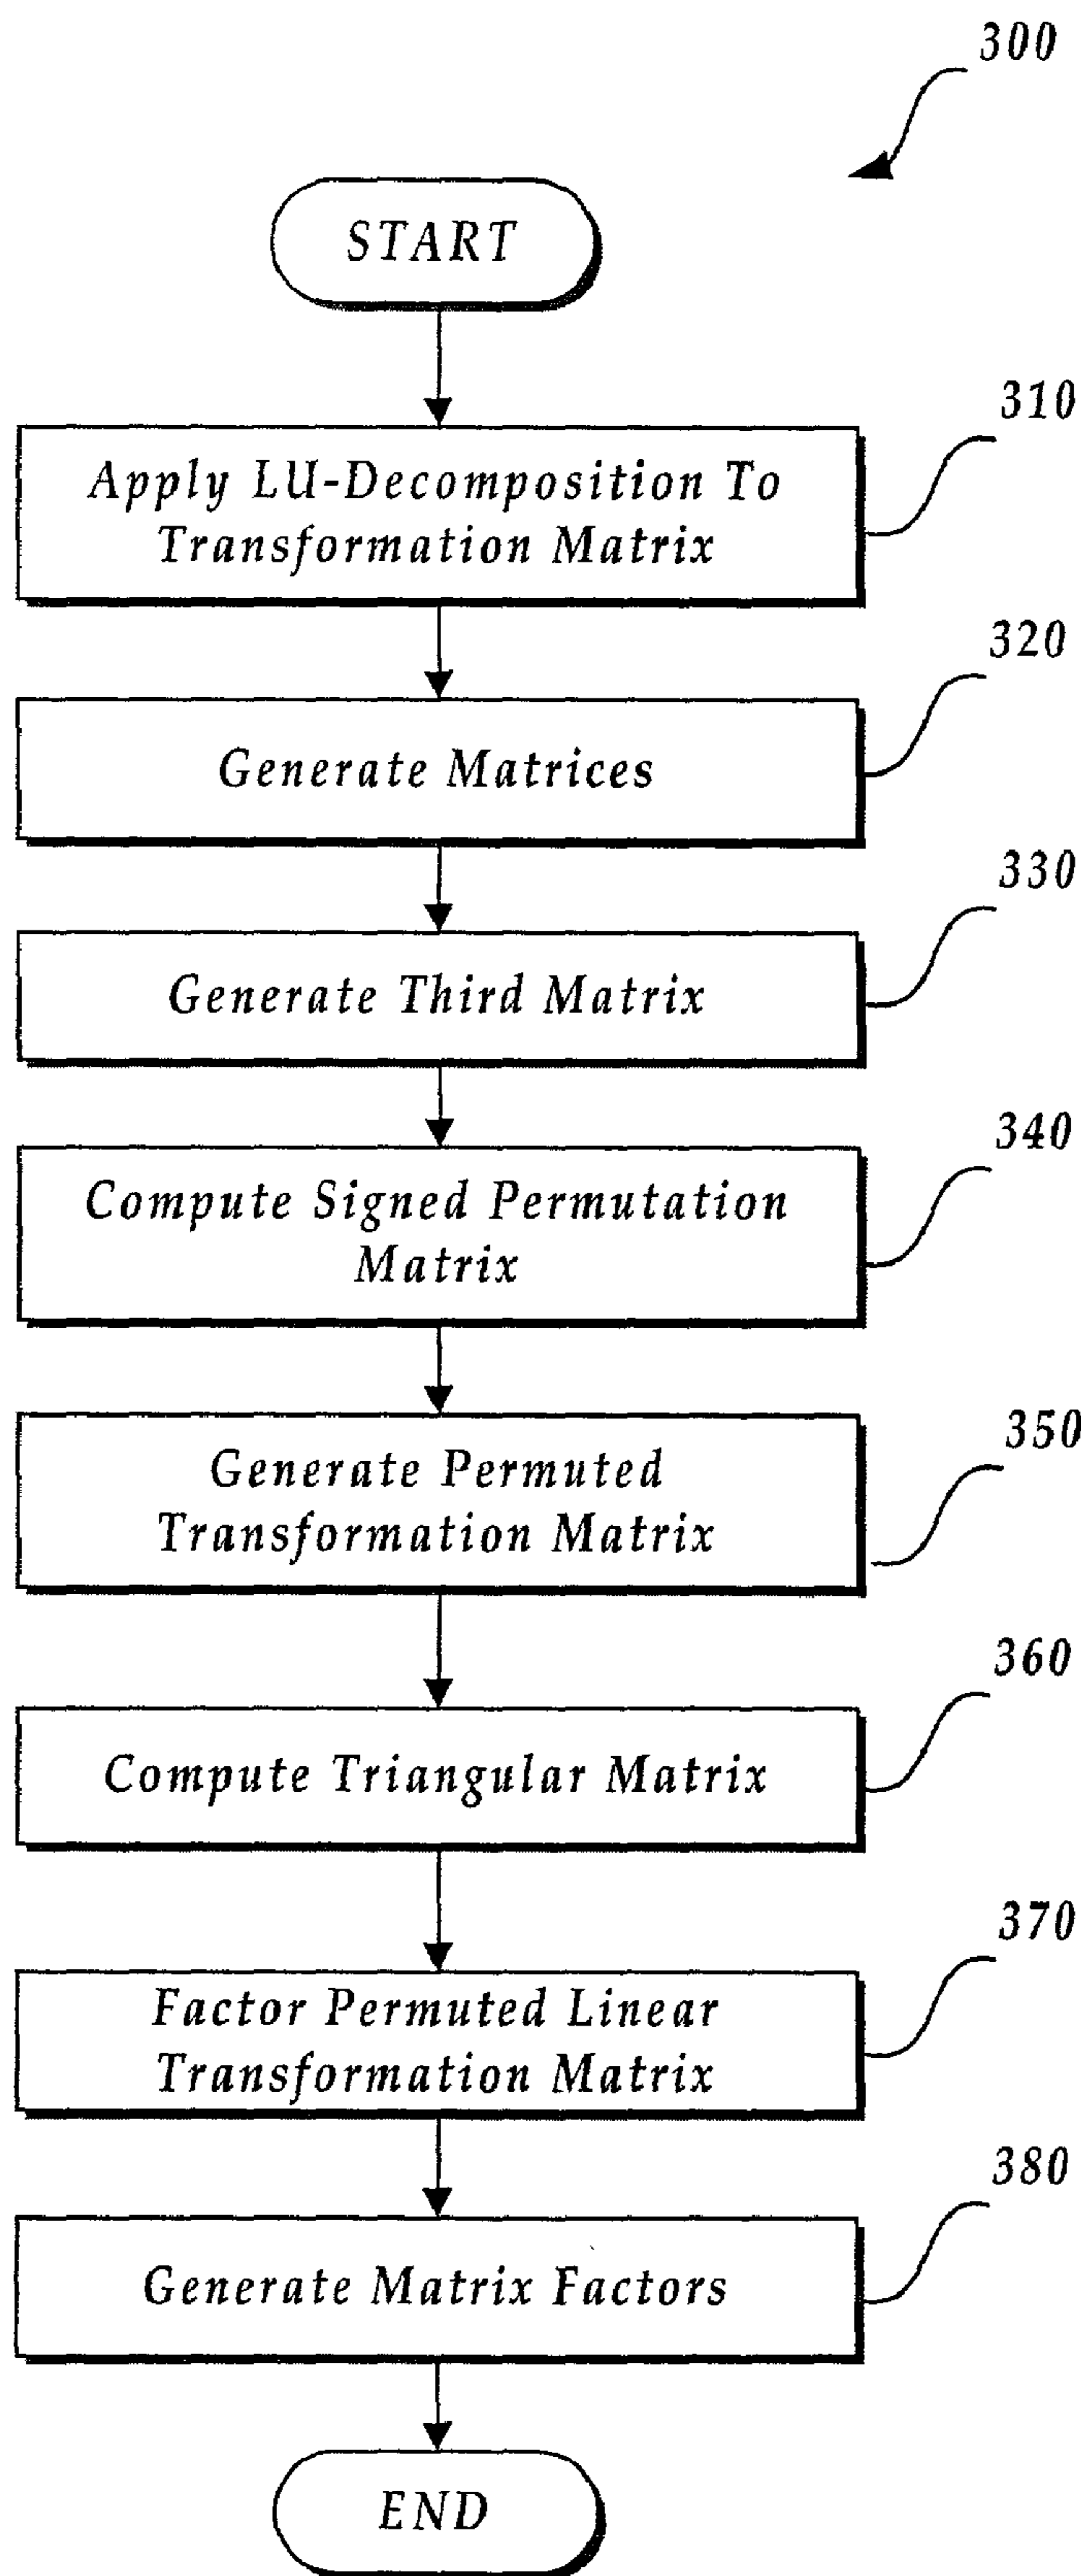 300
START
310
Apply LU-Decomposition To
Transformation Matrix
320
Generate Matrices
330
Generate Third Matrix
340
Compute Signed Permutation
Matrix
350
Generate Permuted
Transformation Matrix
360
Compute Triangular Matrix
370
Factor Permuted Linear
Transformation Matrix
380
Generate Matrix Factors
END